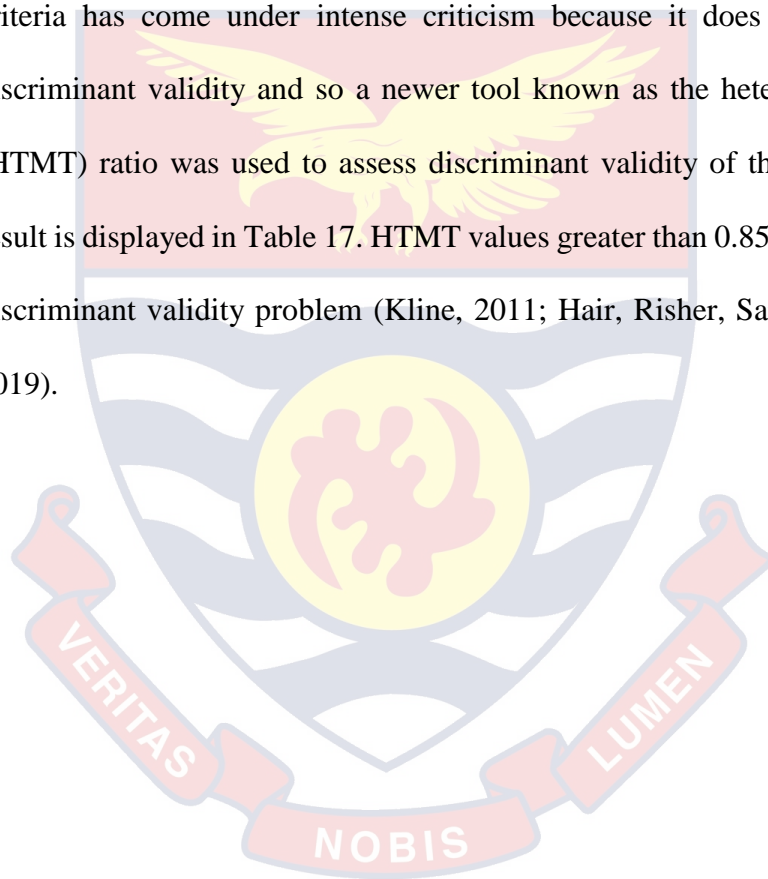 riteria has come under intense criticism because it does
scriminant validity and so a newer tool known as the hete
HTMT) ratio was used to assess discriminant validity of th
sult is displayed in Table 17. HTMT values greater than 0.85
scriminant validity problem (Kline, 2011; Hair, Risher, Sa
019).
VERITAS
NOBIS
LUMEN